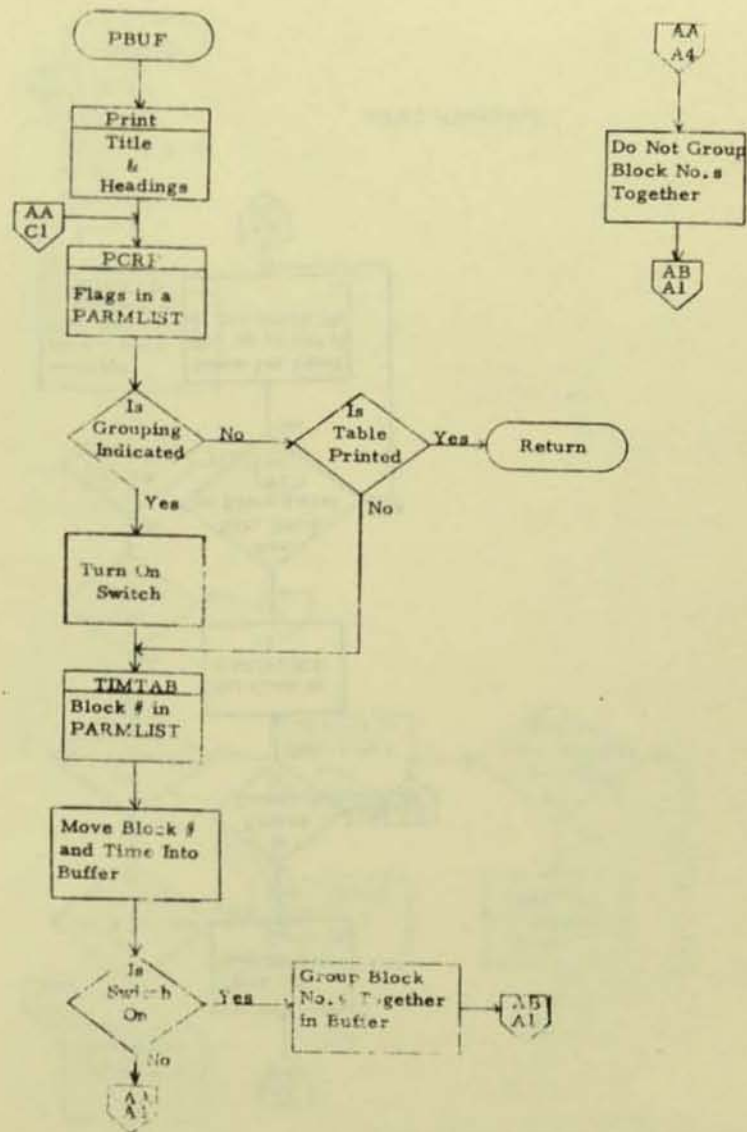 PBUF
Print
Title
&
Headings
AA
C1
Flags in a
PARMLIST
Is
Grouping
Indicated
No
Is
Table
Printed
Yes
Return
No
Yes
Turn On
Switch
TIMTAB
Block # in
PARMLIST
Move Block #
and Time Into
Buffer
Is
Switch
On
Yes
Group Block
No.s Together
in Buffer
AB
A1
No
AA
A4
Do Not Group
Block No.s
Together
AB
A1